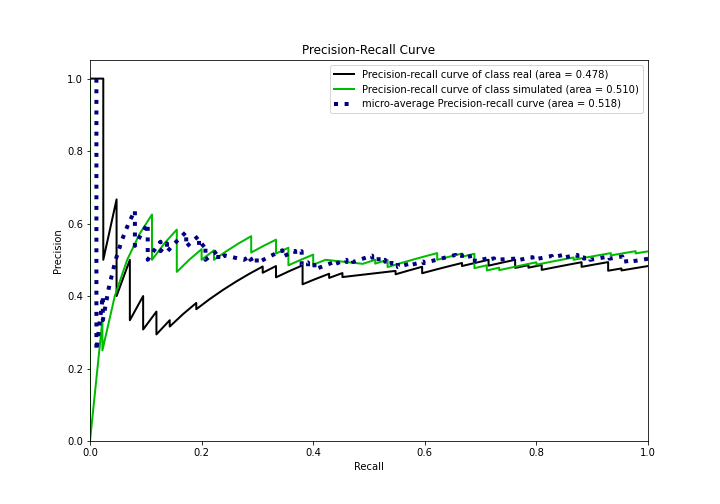 Precision-Recall Curve
Precision-recall curve of class real (area = 0.478)
Precision-recall curve of class simulated (area = 0.510)
micro-average Precision-recall curve (area = 0.518)
1.0
0.8
0.6
0.4
0.2
0.0
Precision
0.0 0.2 0.4 0.6 0.8 1.0
Recall